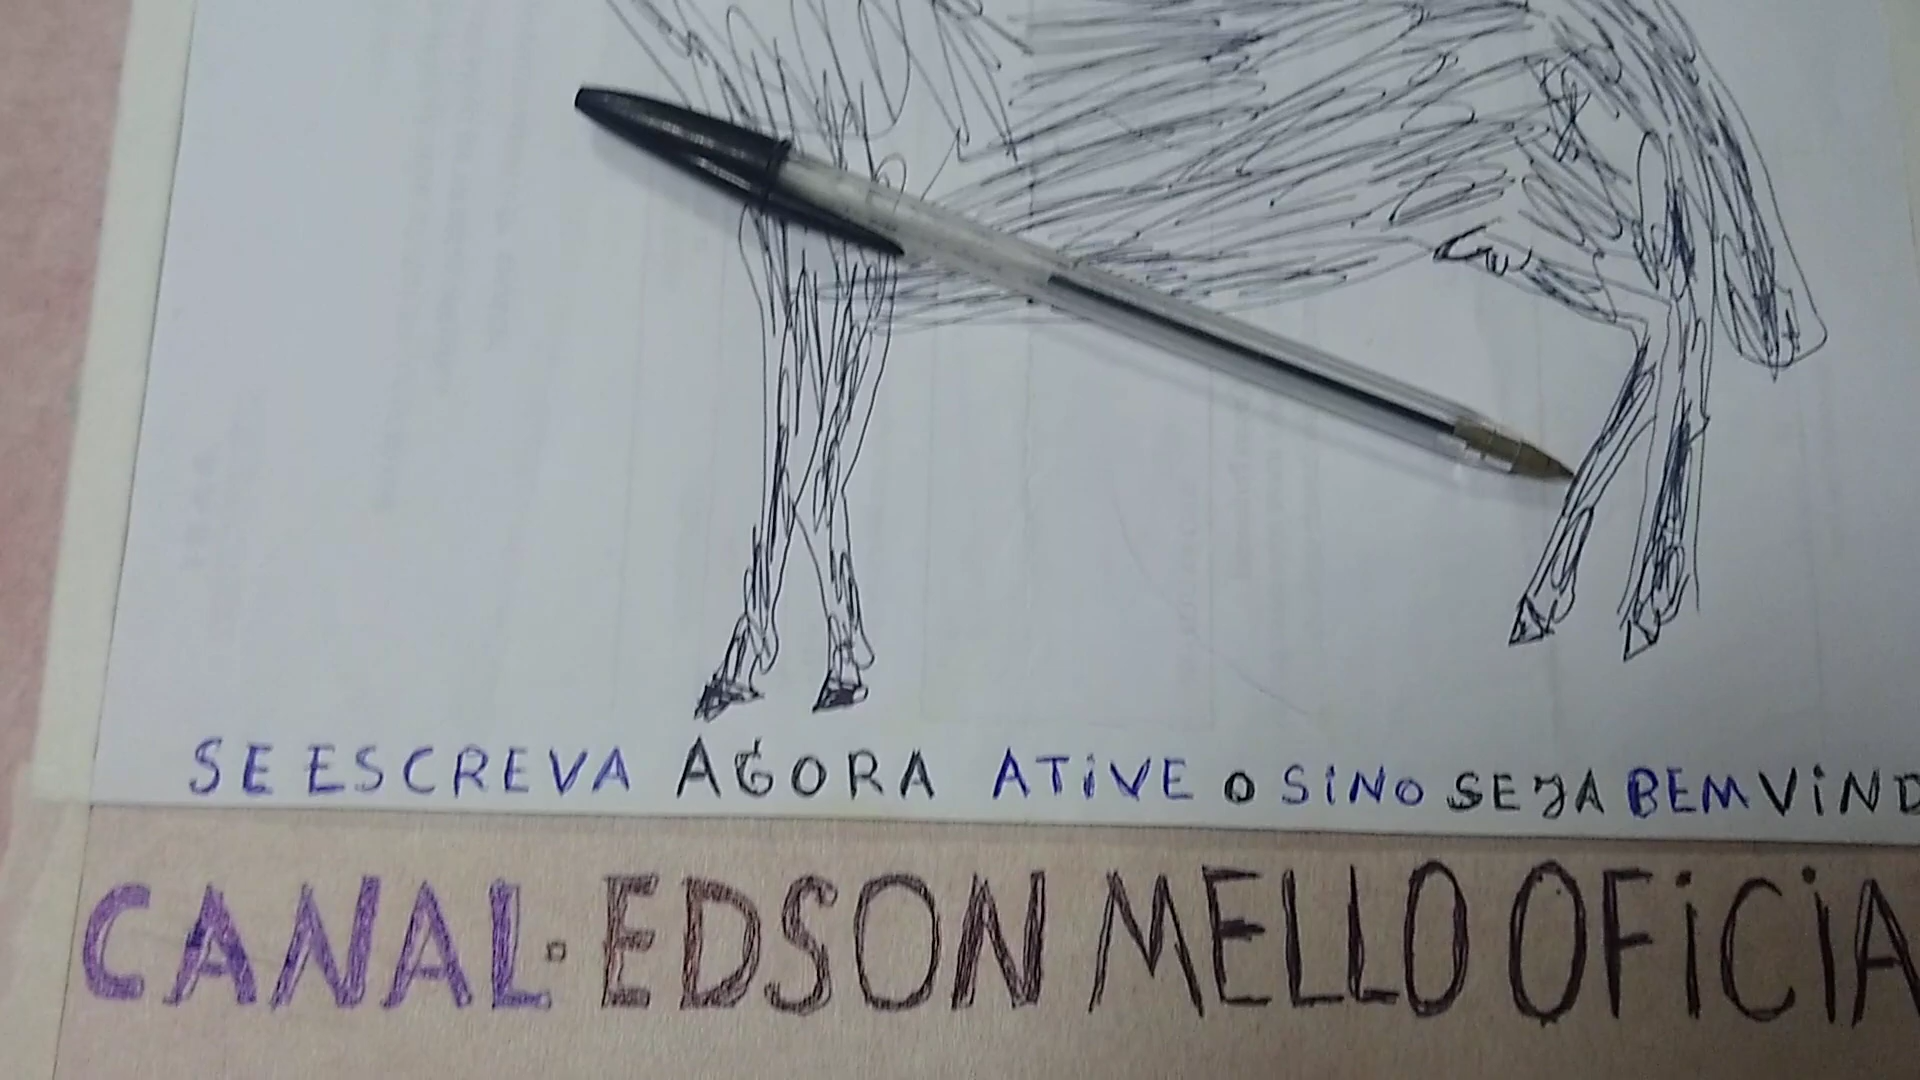 SE ESCREVA AGORA ATiVE O SiNO SEJA BEM ViND
CANAL. EDSON MELLO OFiCiA